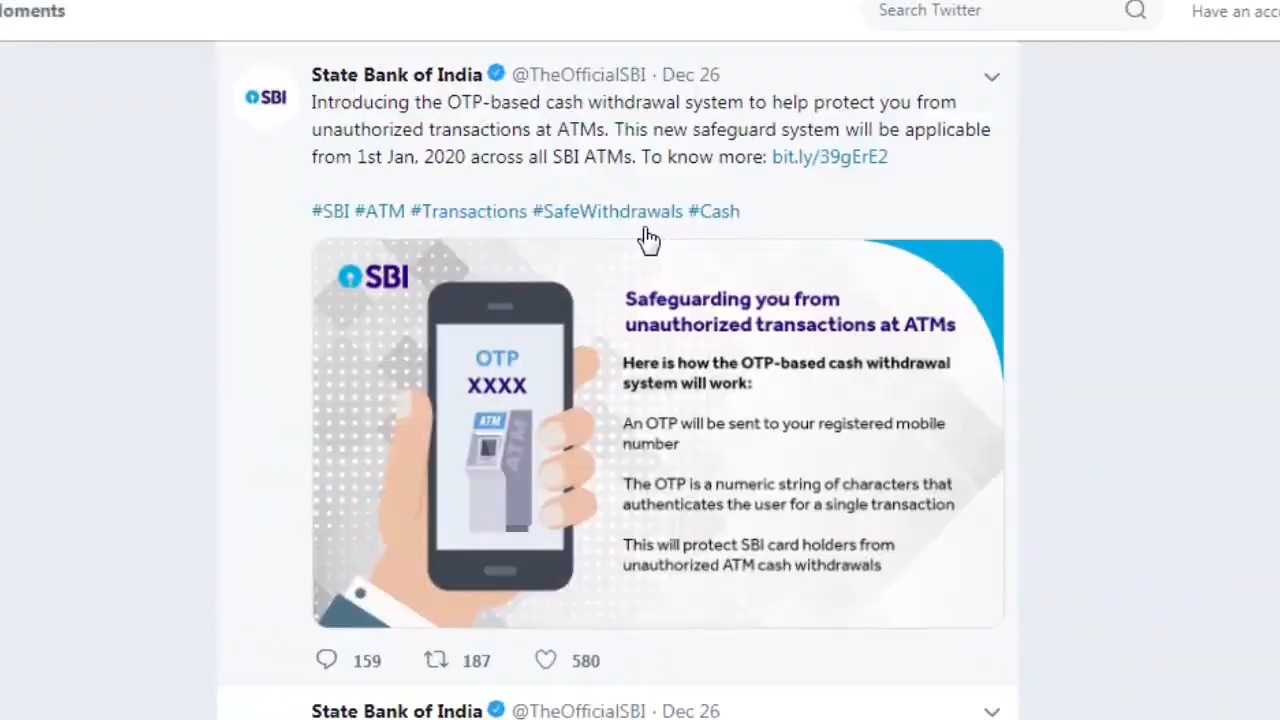 Moments
Search Twitter
Have an acc
State Bank of India @TheOfficialSBI · Dec 26
SBI
Introducing the OTP-based cash withdrawal system to help protect you from
unauthorized transactions at ATMs. This new safeguard system will be applicable
from 1st Jan, 2020 across all SBI ATMs. To know more: bit.ly/39gErE2
#SBI #ATM #Transactions #SafeWithdrawals #Cash
SBI
OTP
XXXX
ATM
ATM
Safeguarding you from
unauthorized transactions at ATMs
Here is how the OTP-based cash withdrawal
system will work:
An OTP will be sent to your registered mobile
number
The OTP is a numeric string of characters that
authenticates the user for a single transaction
This will protect SBI card holders from
unauthorized ATM cash withdrawals
159 187 580
State Bank of India @TheOfficialSBI · Dec 26